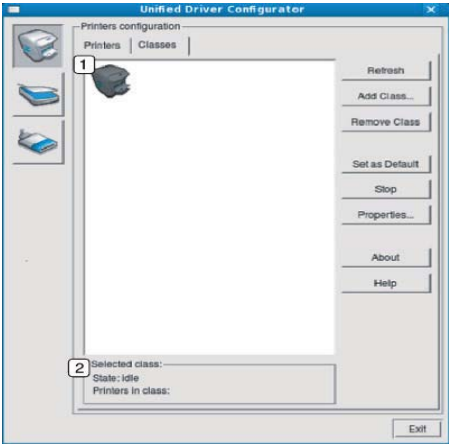 Unified Driver Configurator
Printers configuration
Printers Classes
1
Refresh
Add Class...
Remove Class
Set as Default
Stop
Properties...
About
Help
2
Selected class:
State: Idle
Printers in class:
Exit